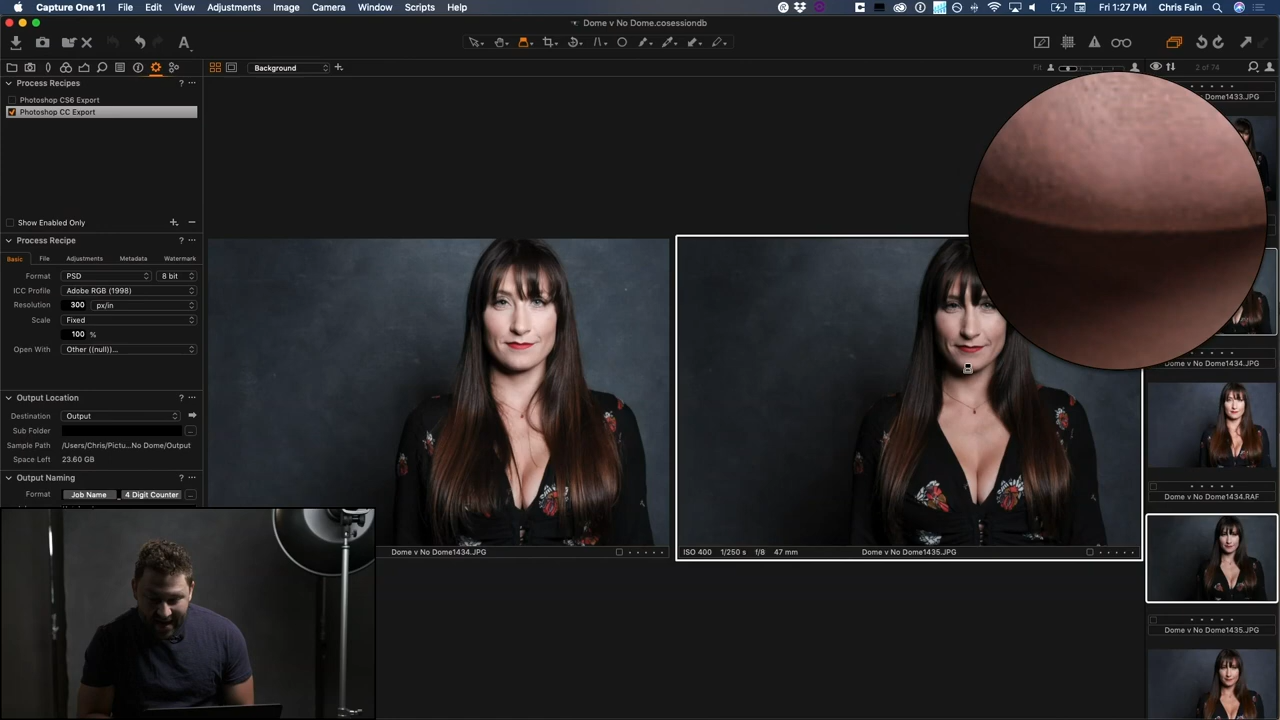 Capture One 11 File Edit View Adjustments Image Camera Window Scripts Help Fri 1:27 PM Chris Fain
Dome v No Dome.cosessiondb
Background Fit 2 of 74
Process Recipes ? ...
Photoshop CS6 Export
Photoshop CC Export
Show Enabled Only
Process Recipe ? ...
Basic File Adjustments Metadata Watermark
Format PSD 8 bit
ICC Profile Adobe RGB (1998)
Resolution 300 px/in
Scale Fixed
100 %
Open With Other ((null))...
Output Location ? ...
Destination Output
Sub Folder ...
Sample Path /Users/Chris/Pictu...No Dome/Output
Space Left 23.60 GB
Output Naming ? ...
Format Job Name 4 Digit Counter ...
Dome v No Dome1434.JPG
ISO 400 1/250 s f/8 47 mm Dome v No Dome1435.JPG
Dome v No Dome1433.JPG
Dome v No Dome1434.JPG
Dome v No Dome1434.RAF
Dome v No Dome1435.JPG